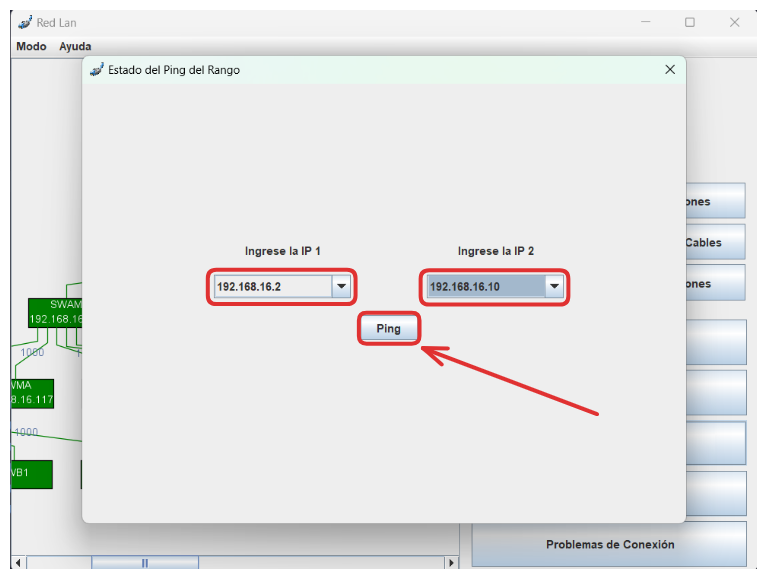 Red Lan
Modo Ayuda
Estado del Ping del Rango
Ingrese la IP 1
Ingrese la IP 2
192.168.16.2
192.168.16.10
Ping
ones
Cables
ones
SWAM
192.168.16
1000
WMA
8.16.117
1000
VB1
Problemas de Conexión